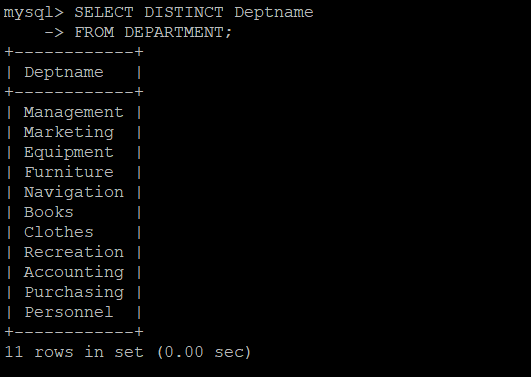 mysql> SELECT DISTINCT Deptname
    -> FROM DEPARTMENT;
+------------+
| Deptname   |
+------------+
| Management |
| Marketing  |
| Equipment  |
| Furniture  |
| Navigation |
| Books      |
| Clothes    |
| Recreation |
| Accounting |
| Purchasing |
| Personnel  |
+------------+
11 rows in set (0.00 sec)